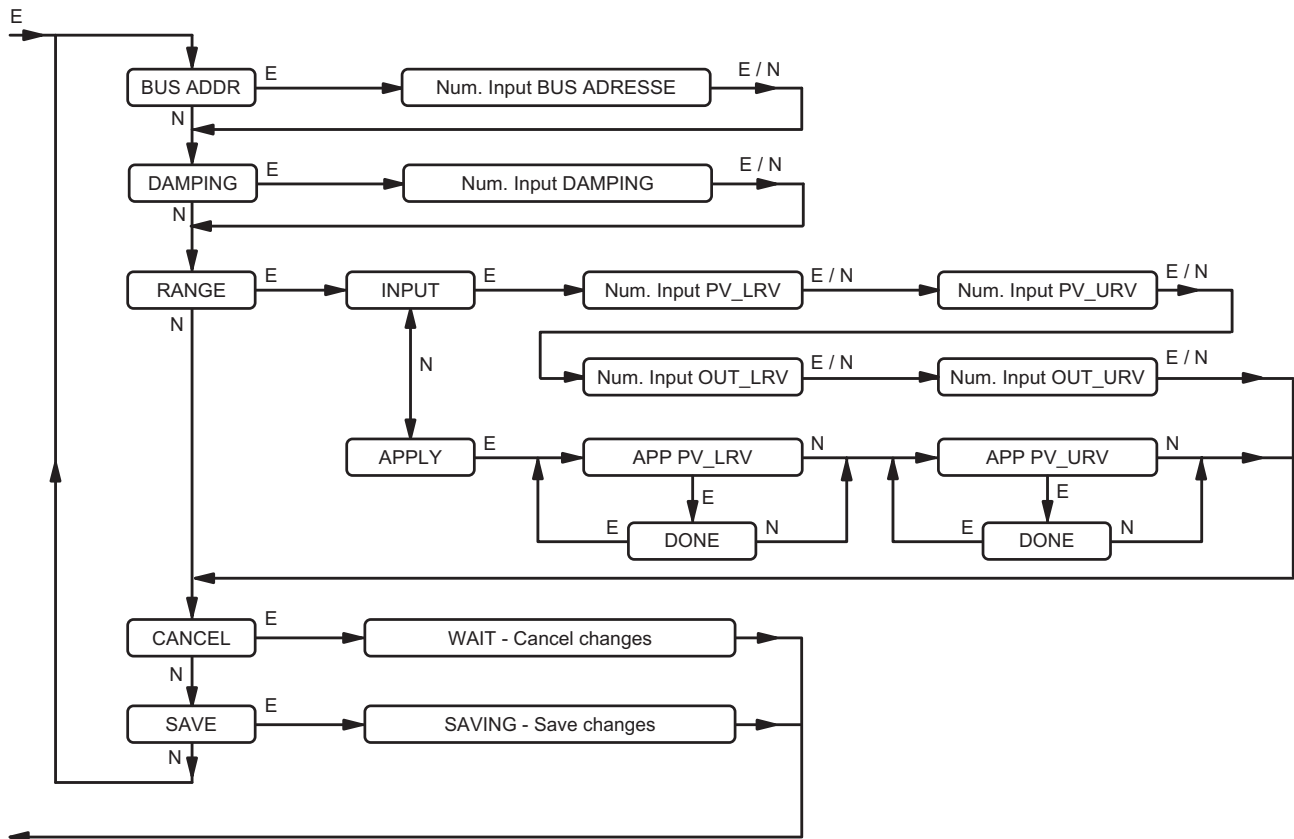 E
BUS ADDR
E
Num. Input BUS ADRESSE
E / N
N
DAMPING
E
Num. Input DAMPING
E / N
N
RANGE
E
INPUT
E
Num. Input PV_LRV
E / N
Num. Input PV_URV
E / N
N
N
Num. Input OUT_LRV
E / N
Num. Input OUT_URV
E / N
APPLY
E
APP PV_LRV
N
APP PV_URV
N
E
E
E
DONE
N
E
DONE
N
CANCEL
E
WAIT - Cancel changes
N
SAVE
E
SAVING - Save changes
N